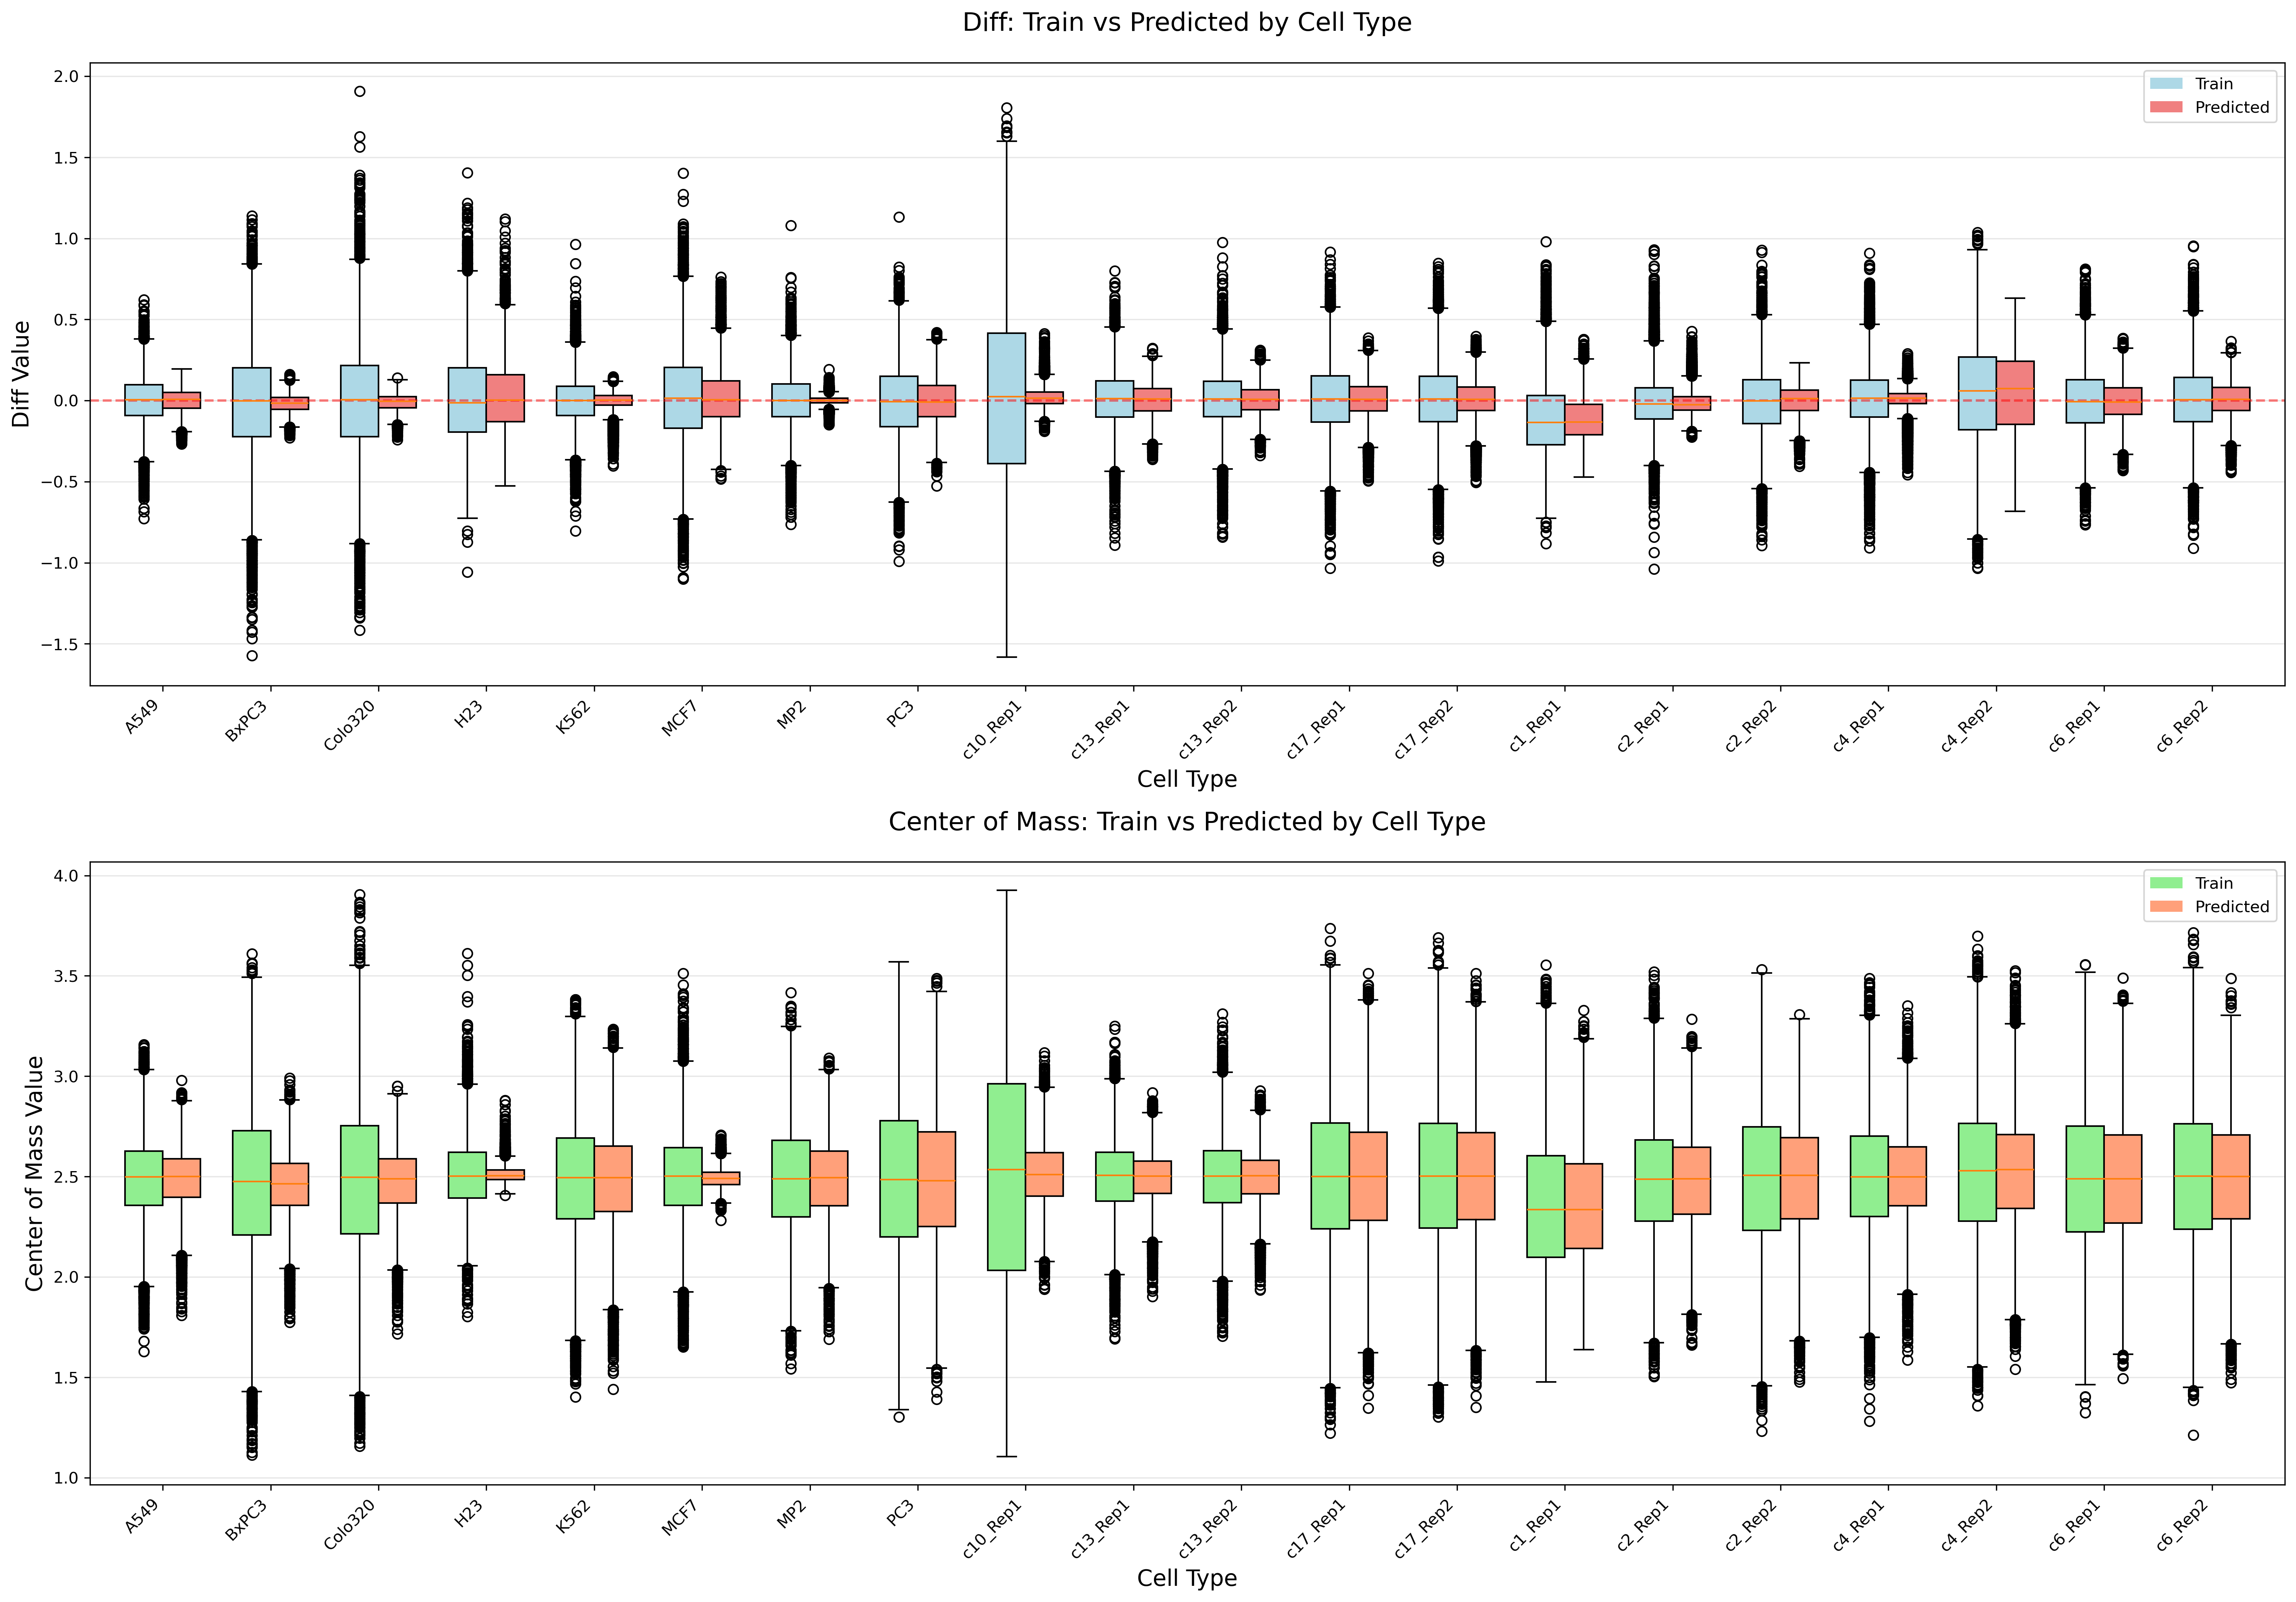 Diff: Train vs Predicted by Cell Type
Diff Value
2.0
1.5
1.0
0.5
0.0
−0.5
−1.0
−1.5
Train
Predicted
A549
BxPC3
Colo320
H23
K562
MCF7
MP2
PC3
c10_Rep1
c13_Rep1
c13_Rep2
c17_Rep1
c17_Rep2
c1_Rep1
c2_Rep1
c2_Rep2
c4_Rep1
c4_Rep2
c6_Rep1
c6_Rep2
Cell Type
Center of Mass: Train vs Predicted by Cell Type
Center of Mass Value
4.0
3.5
3.0
2.5
2.0
1.5
1.0
Train
Predicted
A549
BxPC3
Colo320
H23
K562
MCF7
MP2
PC3
c10_Rep1
c13_Rep1
c13_Rep2
c17_Rep1
c17_Rep2
c1_Rep1
c2_Rep1
c2_Rep2
c4_Rep1
c4_Rep2
c6_Rep1
c6_Rep2
Cell Type